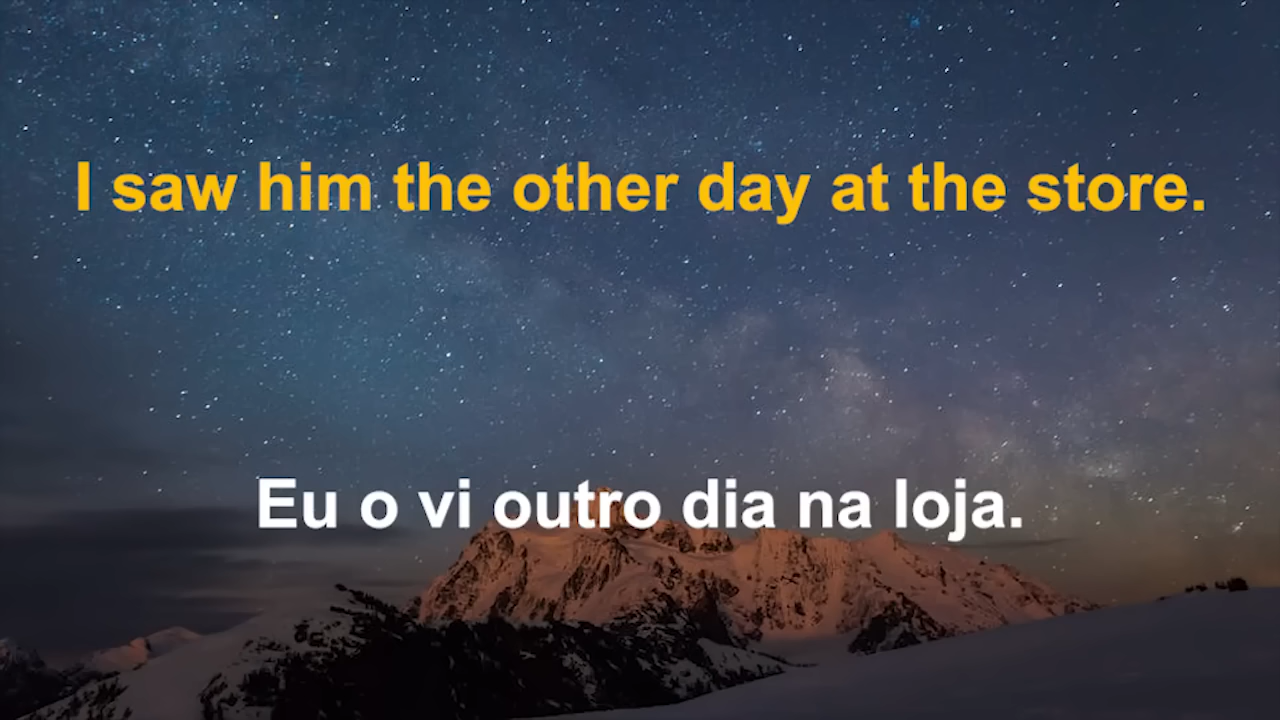 I saw him the other day at the store.
Eu o vi outro dia na loja.